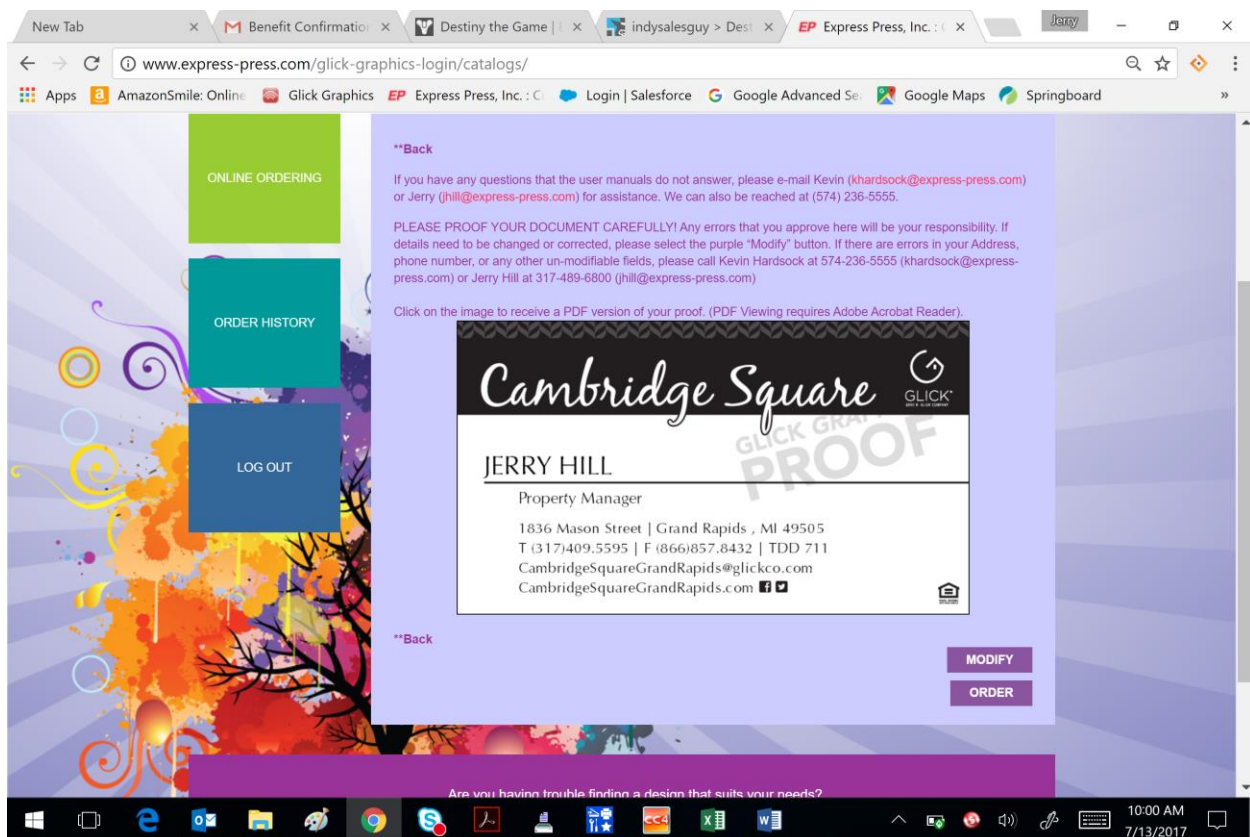 New Tab
Benefit Confirmation
Destiny the Game |
indysalesguy > Dest
Express Press, Inc. :
Jerry
www.express-press.com/glick-graphics-login/catalogs/
Apps
AmazonSmile: Online
Glick Graphics
EP Express Press, Inc. : C
Login | Salesforce
Google Advanced Se
Google Maps
Springboard
»
ONLINE ORDERING
ORDER HISTORY
LOG OUT
**Back
If you have any questions that the user manuals do not answer, please e-mail Kevin (khardsock@express-press.com)
or Jerry (jhill@express-press.com) for assistance. We can also be reached at (574) 236-5555.
PLEASE PROOF YOUR DOCUMENT CAREFULLY! Any errors that you approve here will be your responsibility. If
details need to be changed or corrected, please select the purple “Modify” button. If there are errors in your Address,
phone number, or any other un-modifiable fields, please call Kevin Hardsock at 574-236-5555 (khardsock@express-
press.com) or Jerry Hill at 317-489-6800 (jhill@express-press.com)
Click on the image to receive a PDF version of your proof. (PDF Viewing requires Adobe Acrobat Reader).
Cambridge Square
GLICK
GLICK GRAP
PROOF
JERRY HILL
Property Manager
1836 Mason Street | Grand Rapids , MI 49505
T (317)409.5595 | F (866)857.8432 | TDD 711
CambridgeSquareGrandRapids@glickco.com
CambridgeSquareGrandRapids.com
**Back
MODIFY
ORDER
Are you having trouble finding a design that suits your needs?
10:00 AM
7/13/2017